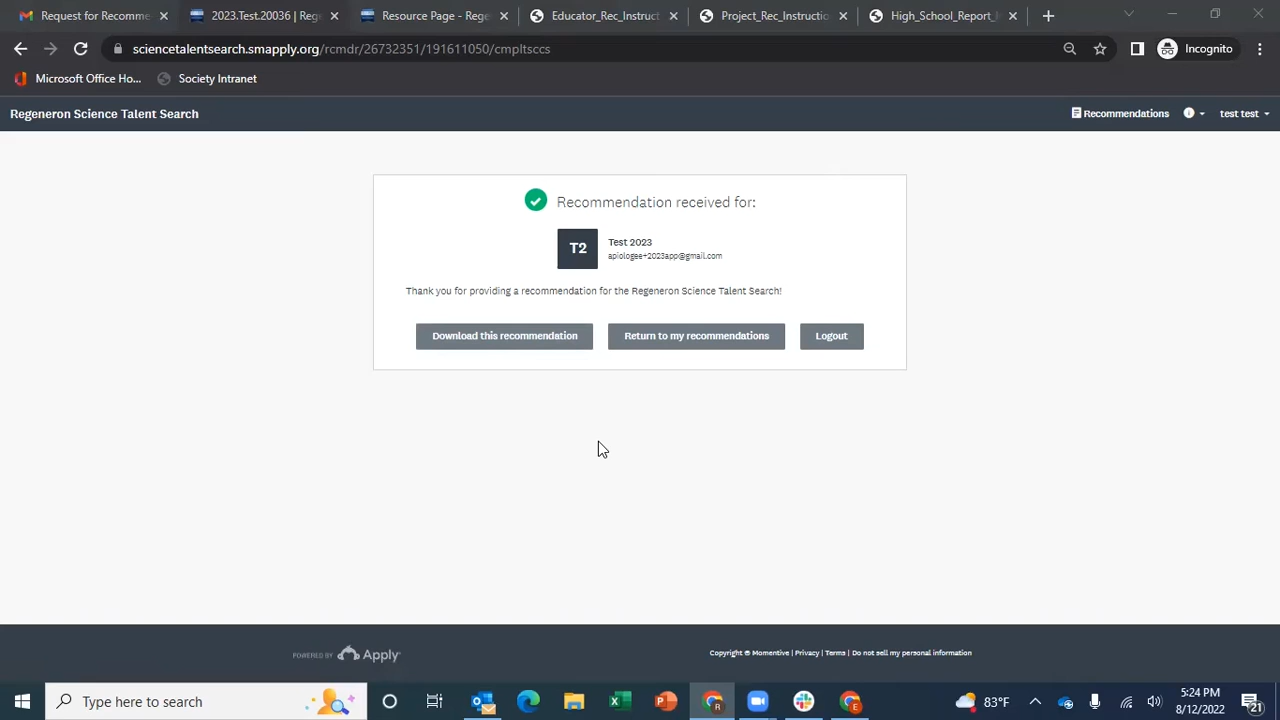 Request for Recomme
2023.Test.20036 | Reg
Resource Page - Rege
Educator_Rec_Instruct
Project_Rec_Instructio
High_School_Report_
sciencetalentsearch.smapply.org/rcmdr/26732351/191611050/cmpltsccs
Incognito
Microsoft Office Ho...
Society Intranet
Regeneron Science Talent Search
Recommendations
test test
Recommendation received for:
T2
Test 2023
apiologee+2023app@gmail.com
Thank you for providing a recommendation for the Regeneron Science Talent Search!
Download this recommendation
Return to my recommendations
Logout
POWERED BY Apply
Copyright © Momentive | Privacy | Terms | Do not sell my personal information
Type here to search
83°F
5:24 PM
8/12/2022
21